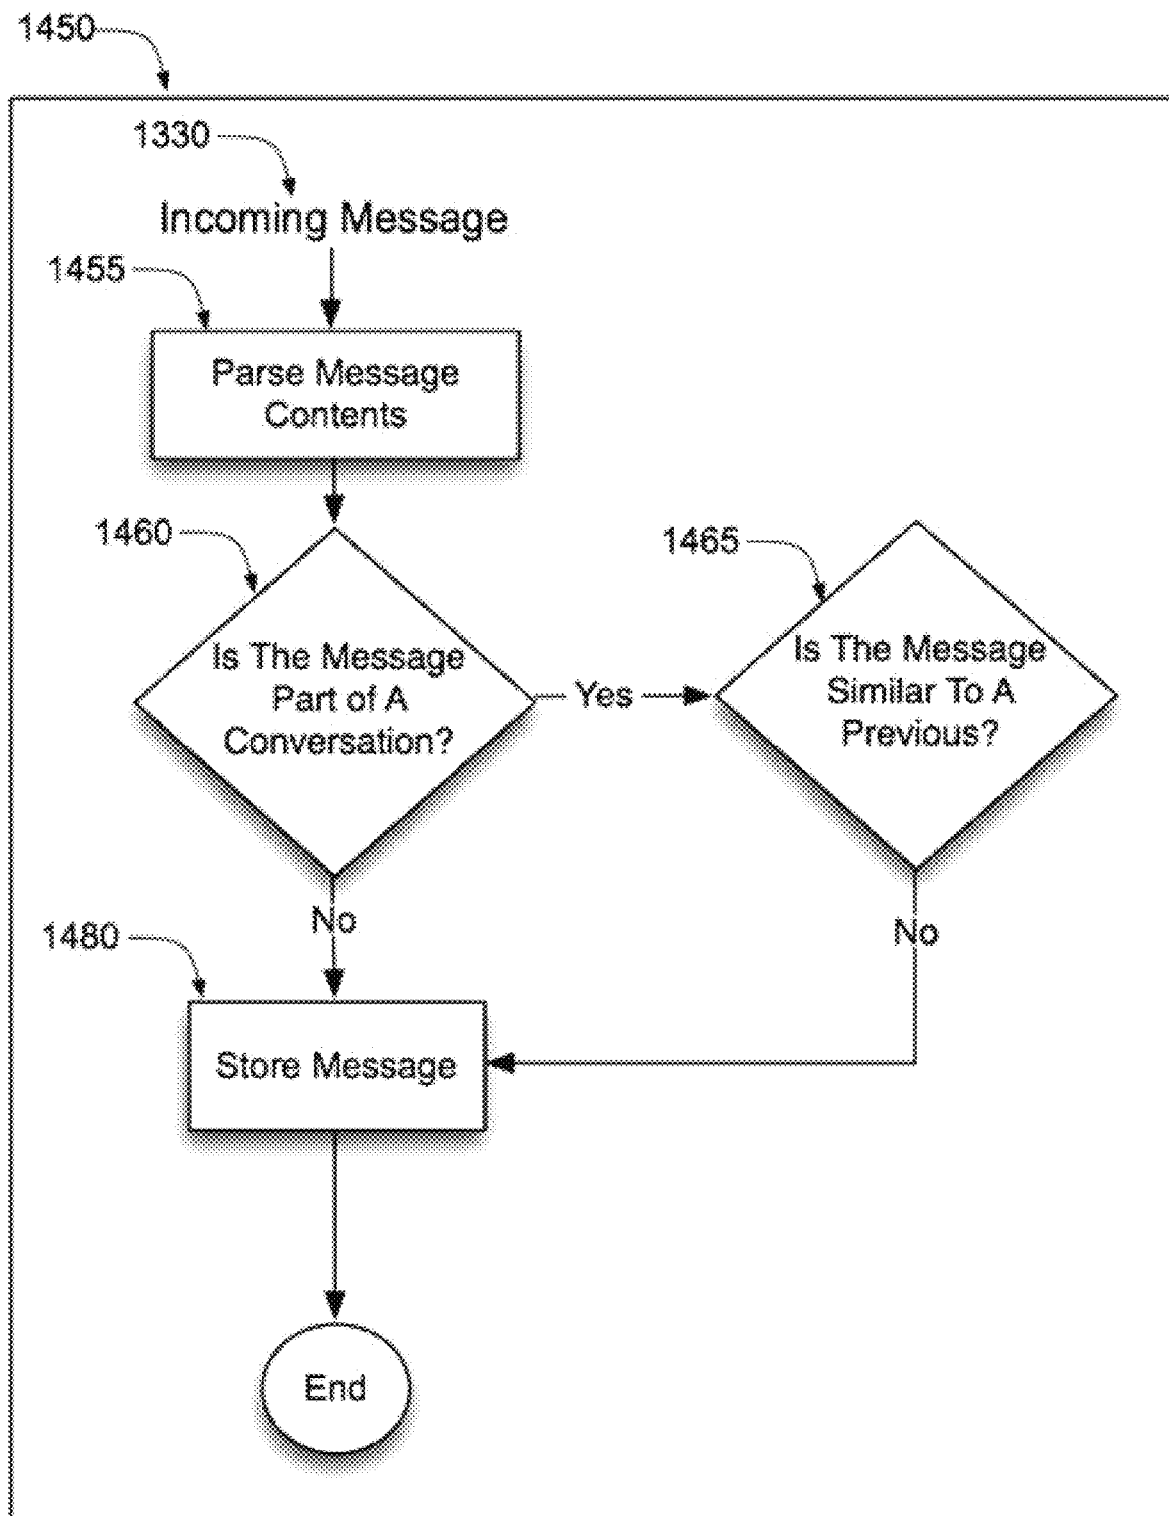 1450
1330
Incoming Message
1455
Parse Message
Contents
1460
Is The Message
Part of A
Conversation?
Yes
1465
Is The Message
Similar To A
Previous?
No
No
1480
Store Message
End